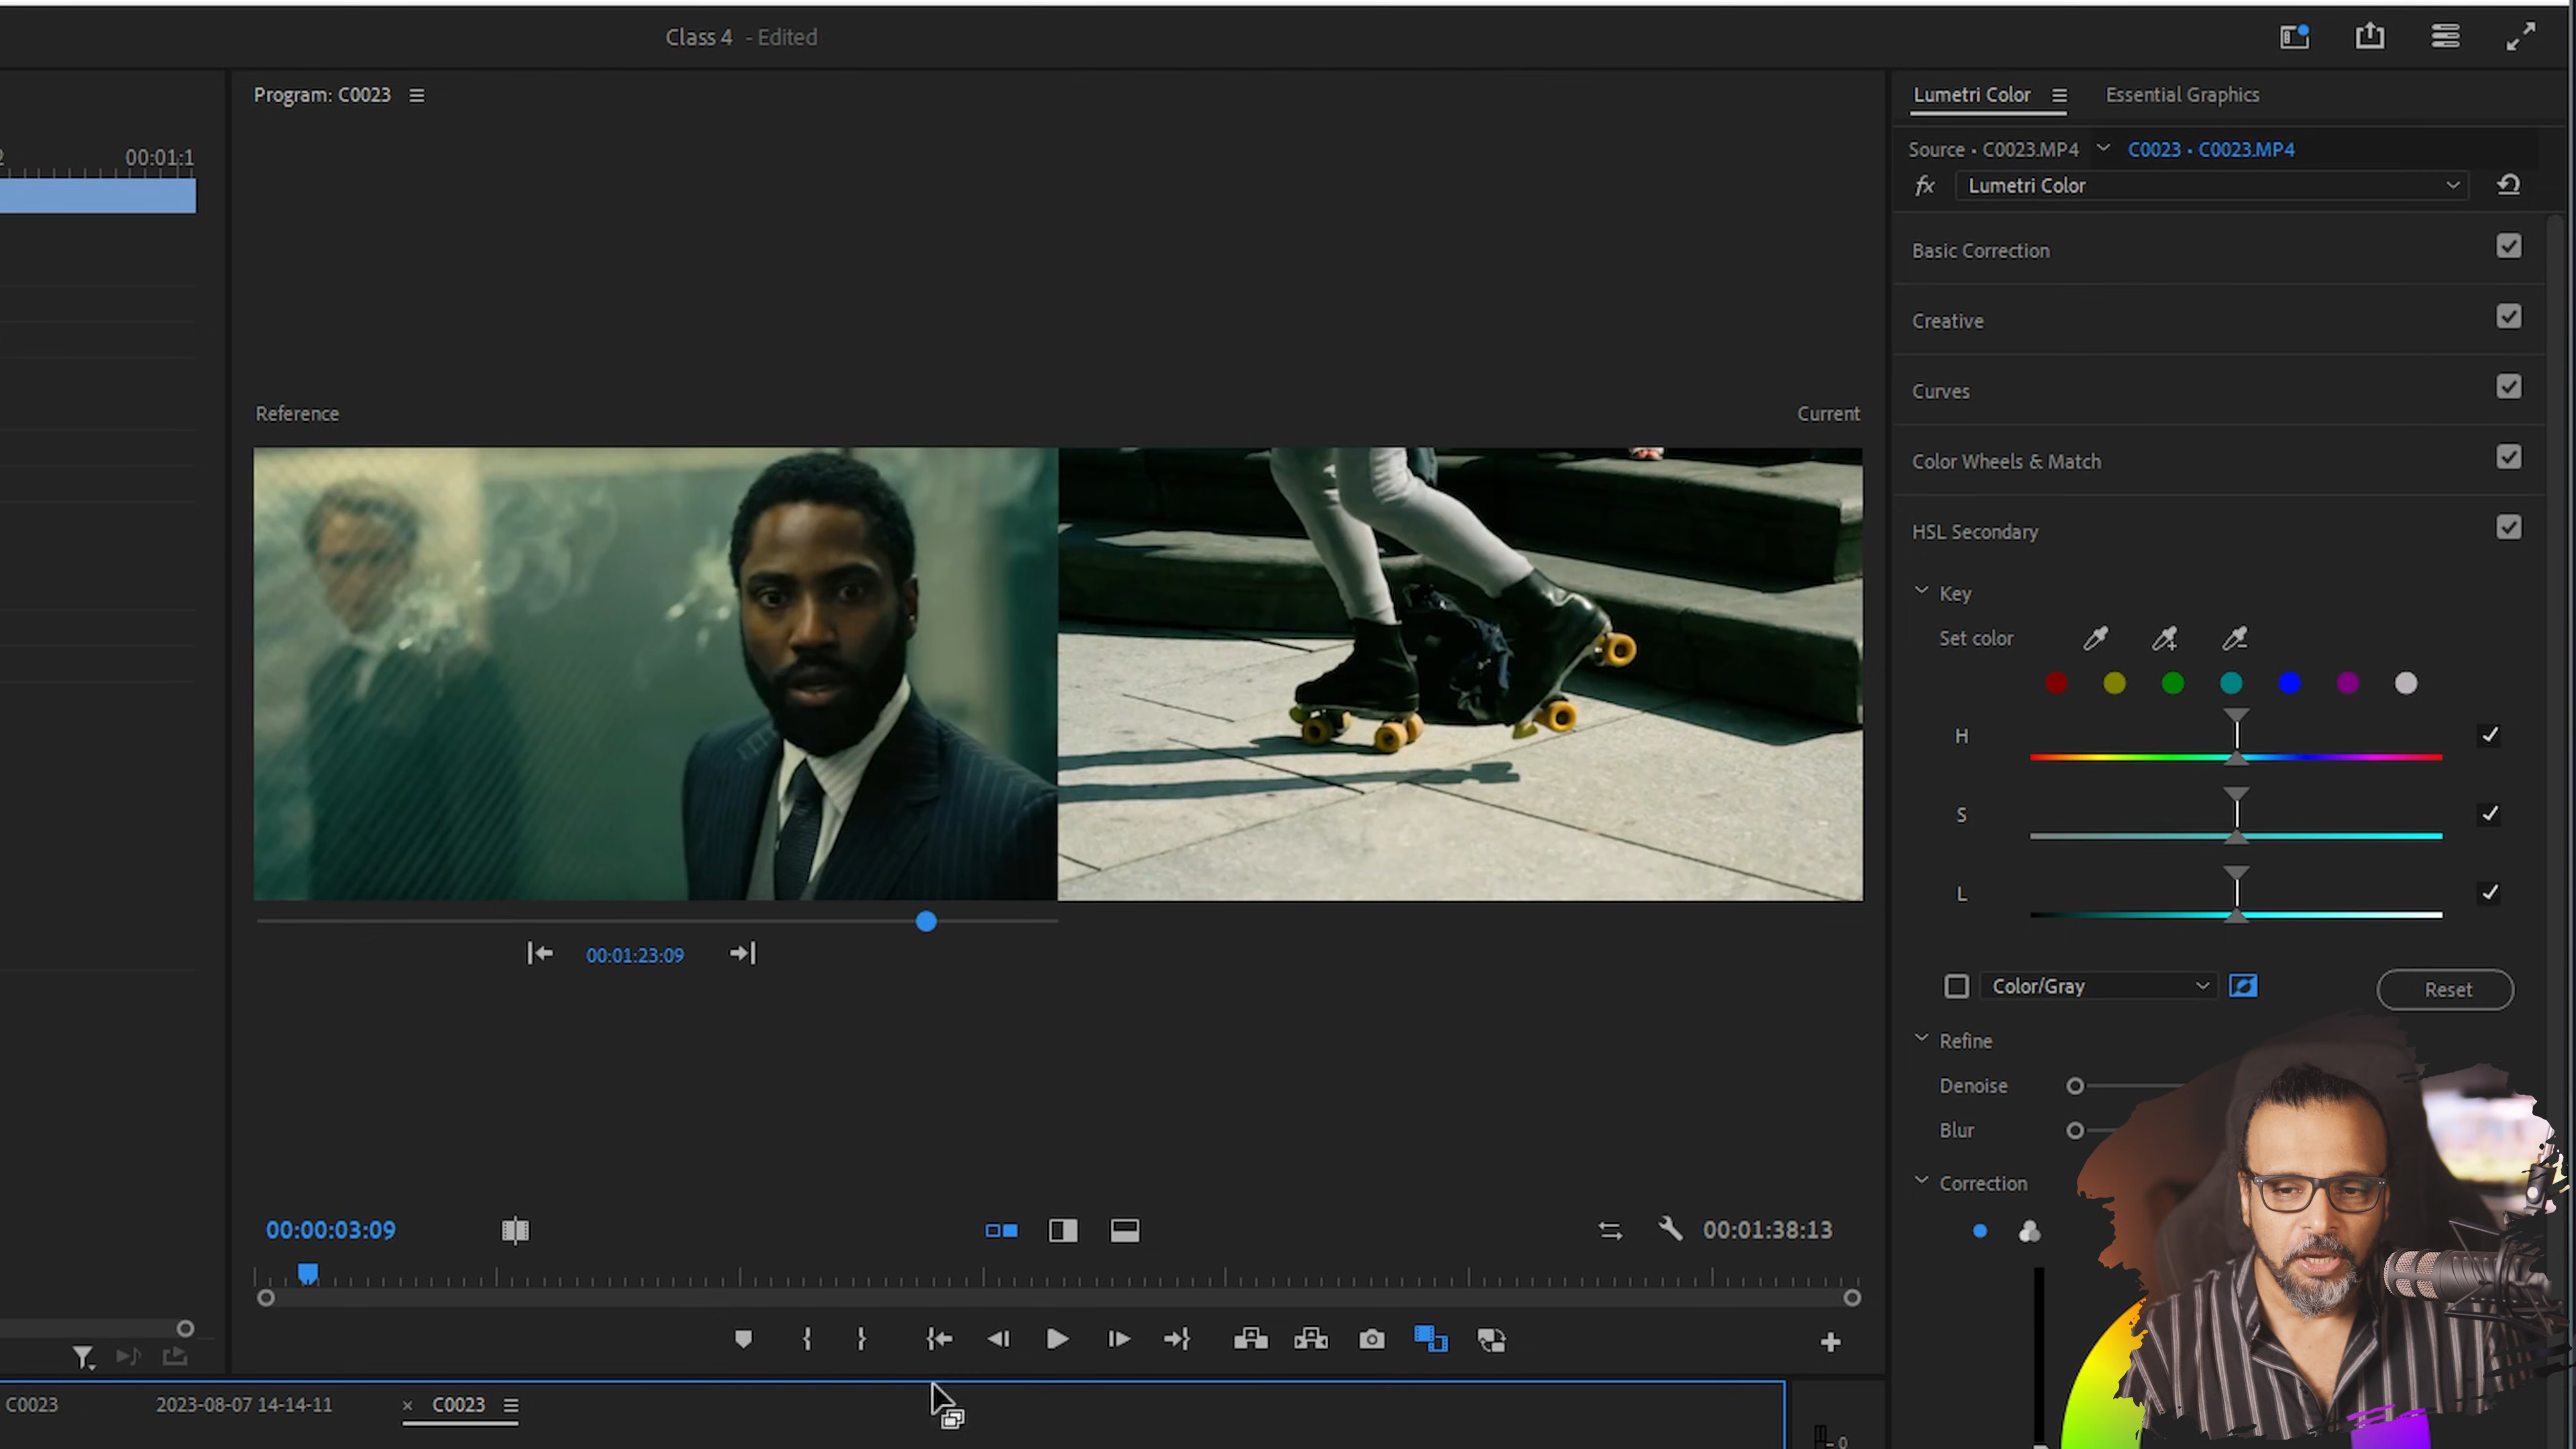 Class 4 - Edited
Program: C0023
Lumetri Color
Essential Graphics
2
00:01:1
Source • C0023.MP4
C0023 • C0023.MP4
fx
Lumetri Color
Basic Correction
Creative
Curves
Reference
Current
Color Wheels & Match
HSL Secondary
Key
Set color
H
S
L
00:01:23:09
Color/Gray
Reset
Refine
Denoise
Blur
Correction
00:00:03:09
00:01:38:13
C0023
2023-08-07 14-14-11
× C0023
0